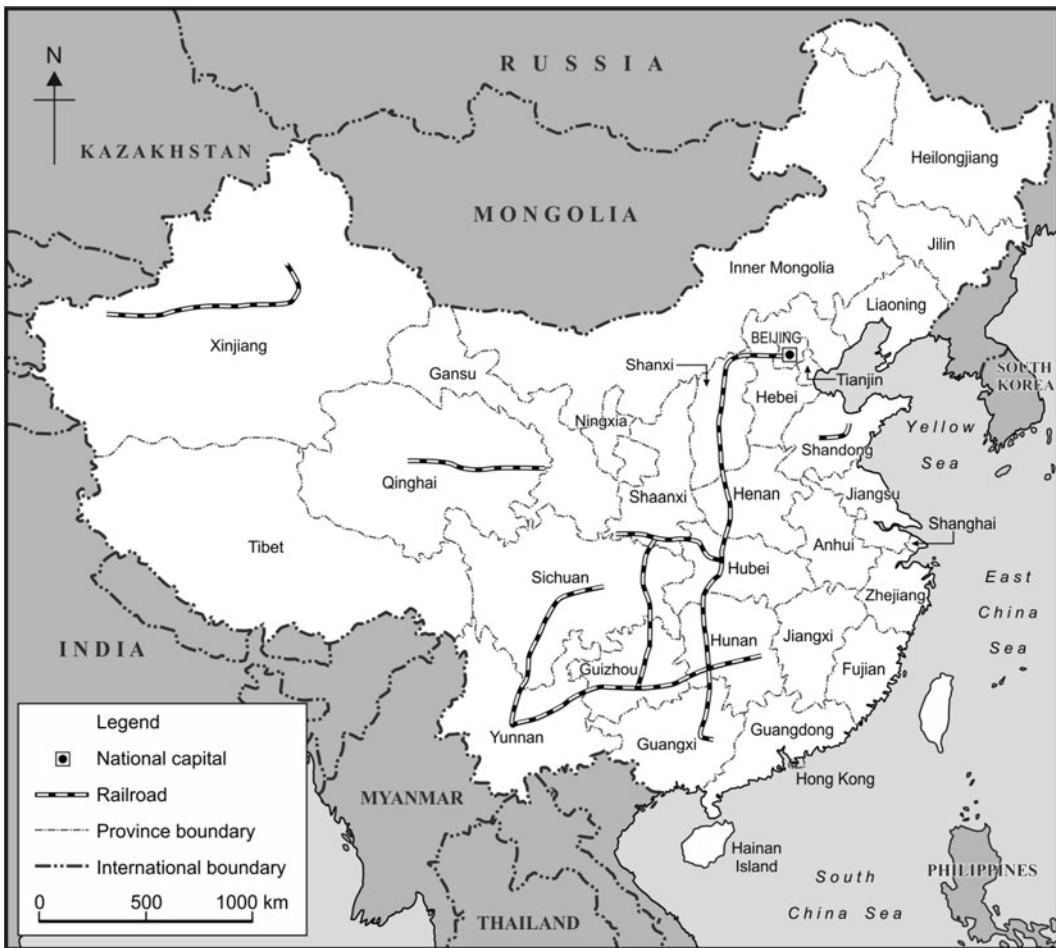 RUSSIA
N
KAZAKHSTAN
MONGOLIA
Heilongjiang
Jilin
Inner Mongolia
Liaoning
BEIJING
Xinjiang
Shanxi
Gansu
Tianjin
SOUTH
KOREA
Hebei
Ningxia
Yellow
Sea
Shandong
Qinghai
Shaanxi
Henan
Jiangsu
Shanghai
Tibet
Anhui
Hubei
Sichuan
East
China
Sea
Zhejiang
Hunan
Jiangxi
INDIA
Guizhou
Fujian
Yunnan
Guangxi
Guangdong
Hong Kong
MYANMAR
Hainan
Island
South
China Sea
PHILIPPINES
THAILAND
Legend
National capital
Railroad
Province boundary
International boundary
0 500 1000 km